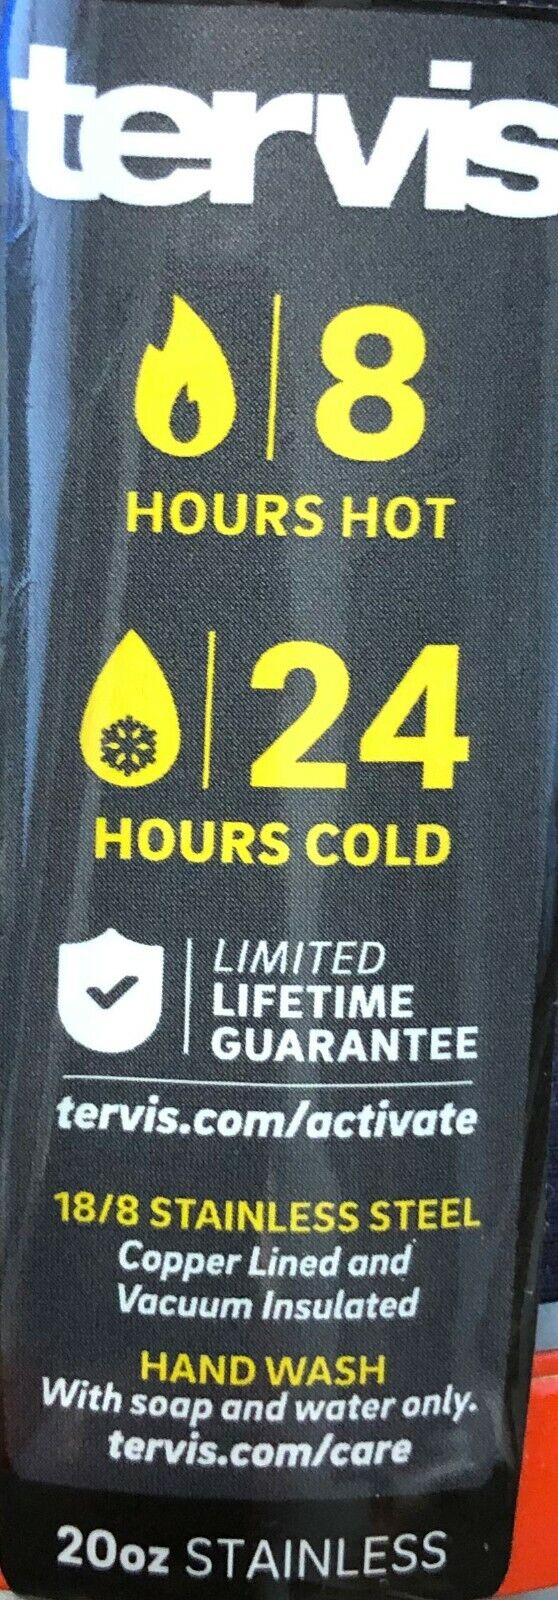 tervis
8
HOURS HOT
24
HOURS COLD
LIMITED
LIFETIME
GUARANTEE
tervis.com/activate
18/8 STAINLESS STEEL
Copper Lined and
Vacuum Insulated
HAND WASH
With soap and water only.
tervis.com/care
20oz STAINLESS